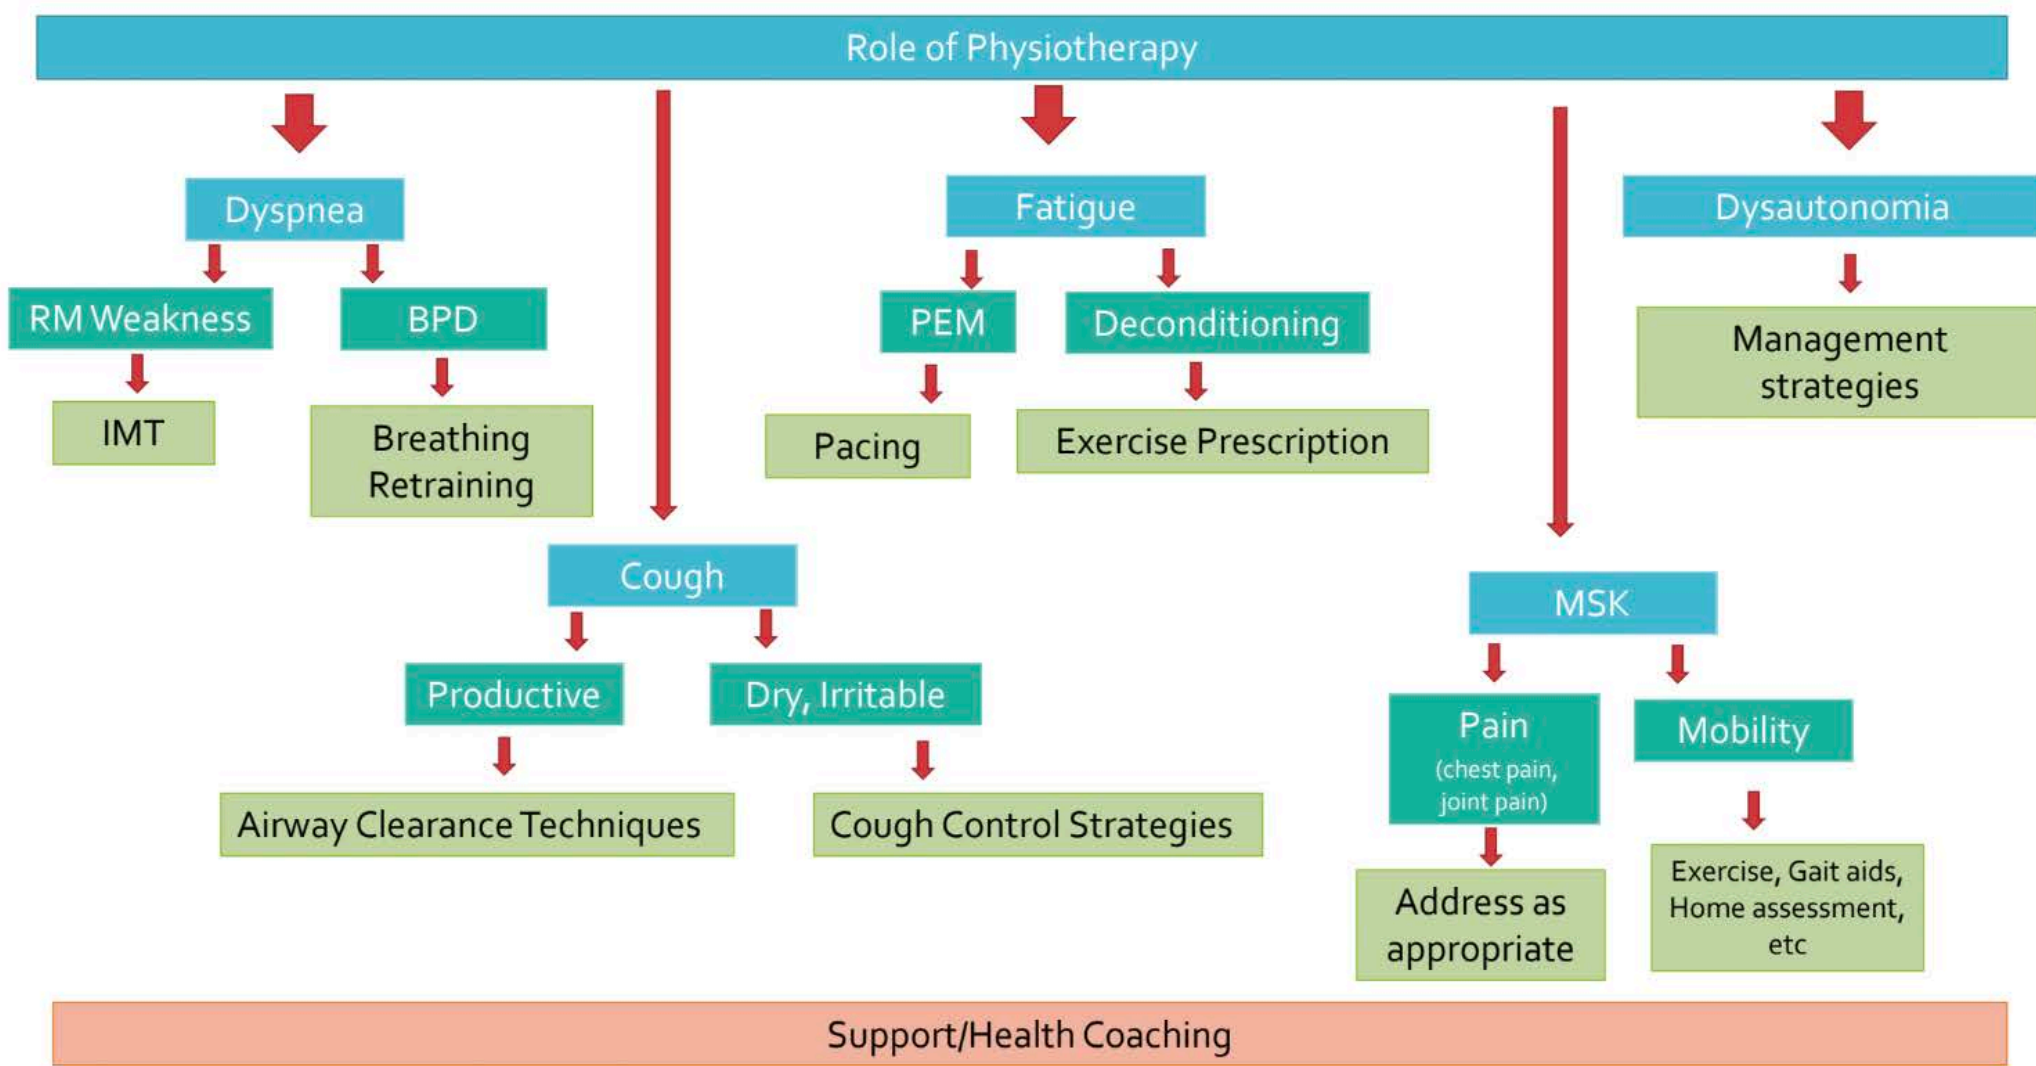 Role of Physiotherapy
Dyspnea
Fatigue
Dysautonomia
RM Weakness
BPD
PEM
Deconditioning
Management
strategies
IMT
Breathing
Retraining
Pacing
Exercise Prescription
Cough
MSK
Productive
Dry, Irritable
Pain
(chest pain,
joint pain)
Mobility
Airway Clearance Techniques
Cough Control Strategies
Address as
appropriate
Exercise, Gait aids,
Home assessment,
etc
Support/Health Coaching